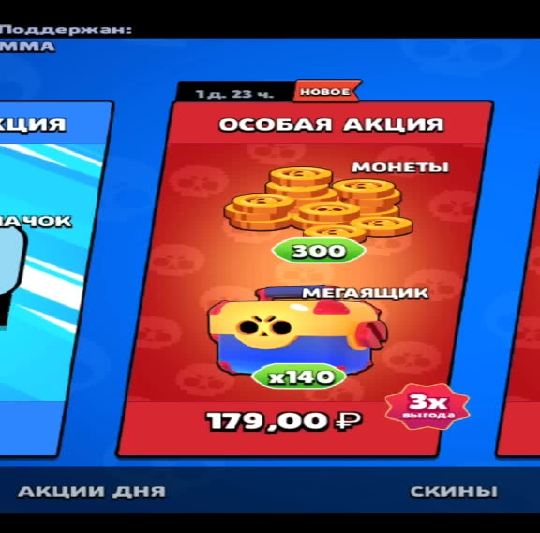 Поддержан:
ММА
1 д. 23 ч.
НОВОЕ
ОСОБАЯ АКЦИЯ
КЦИЯ
МОНЕТЫ
АЧОК
300
МЕГАЯЩИК
x140
179,00 ₽
3x
ВЫГОДА
АКЦИИ ДНЯ
СКИНЫ